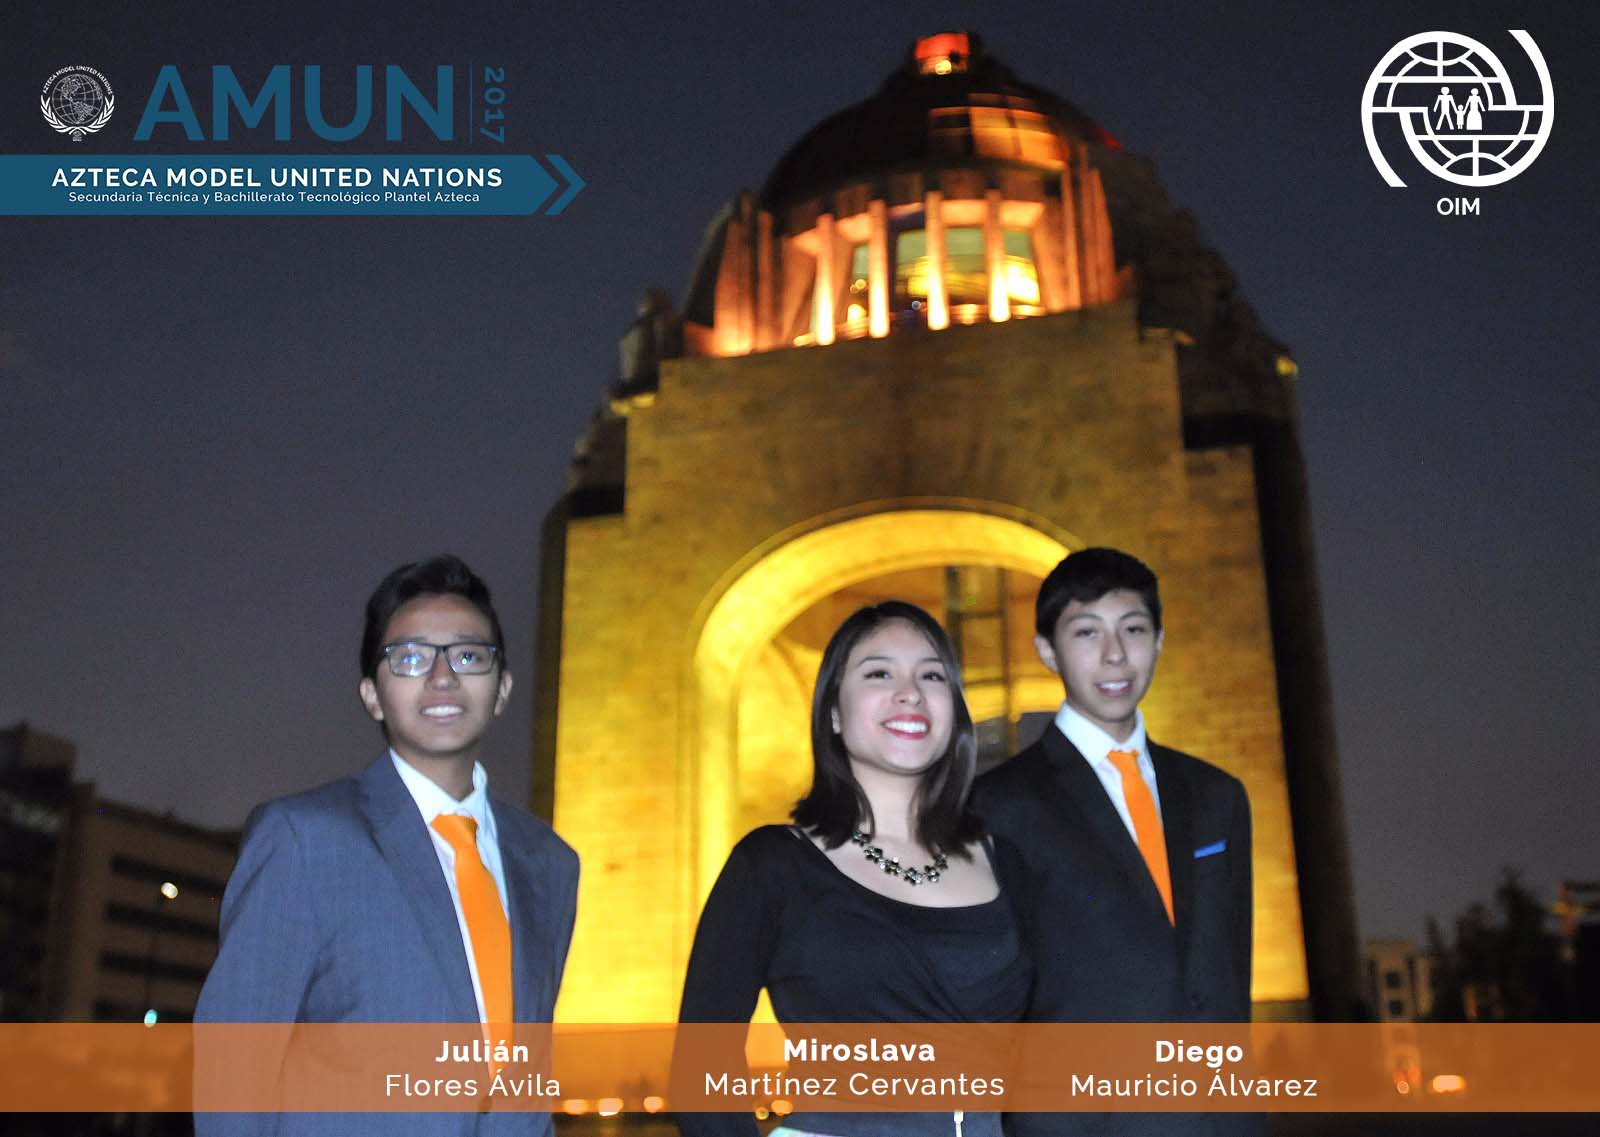 AZTECA MODEL UNITED NATIONS
AMUN
2017
AZTECA MODEL UNITED NATIONS
Secundaria Técnica y Bachillerato Tecnológico Plantel Azteca
OIM
Julián
Flores Ávila
Miroslava
Martínez Cervantes
Diego
Mauricio Álvarez